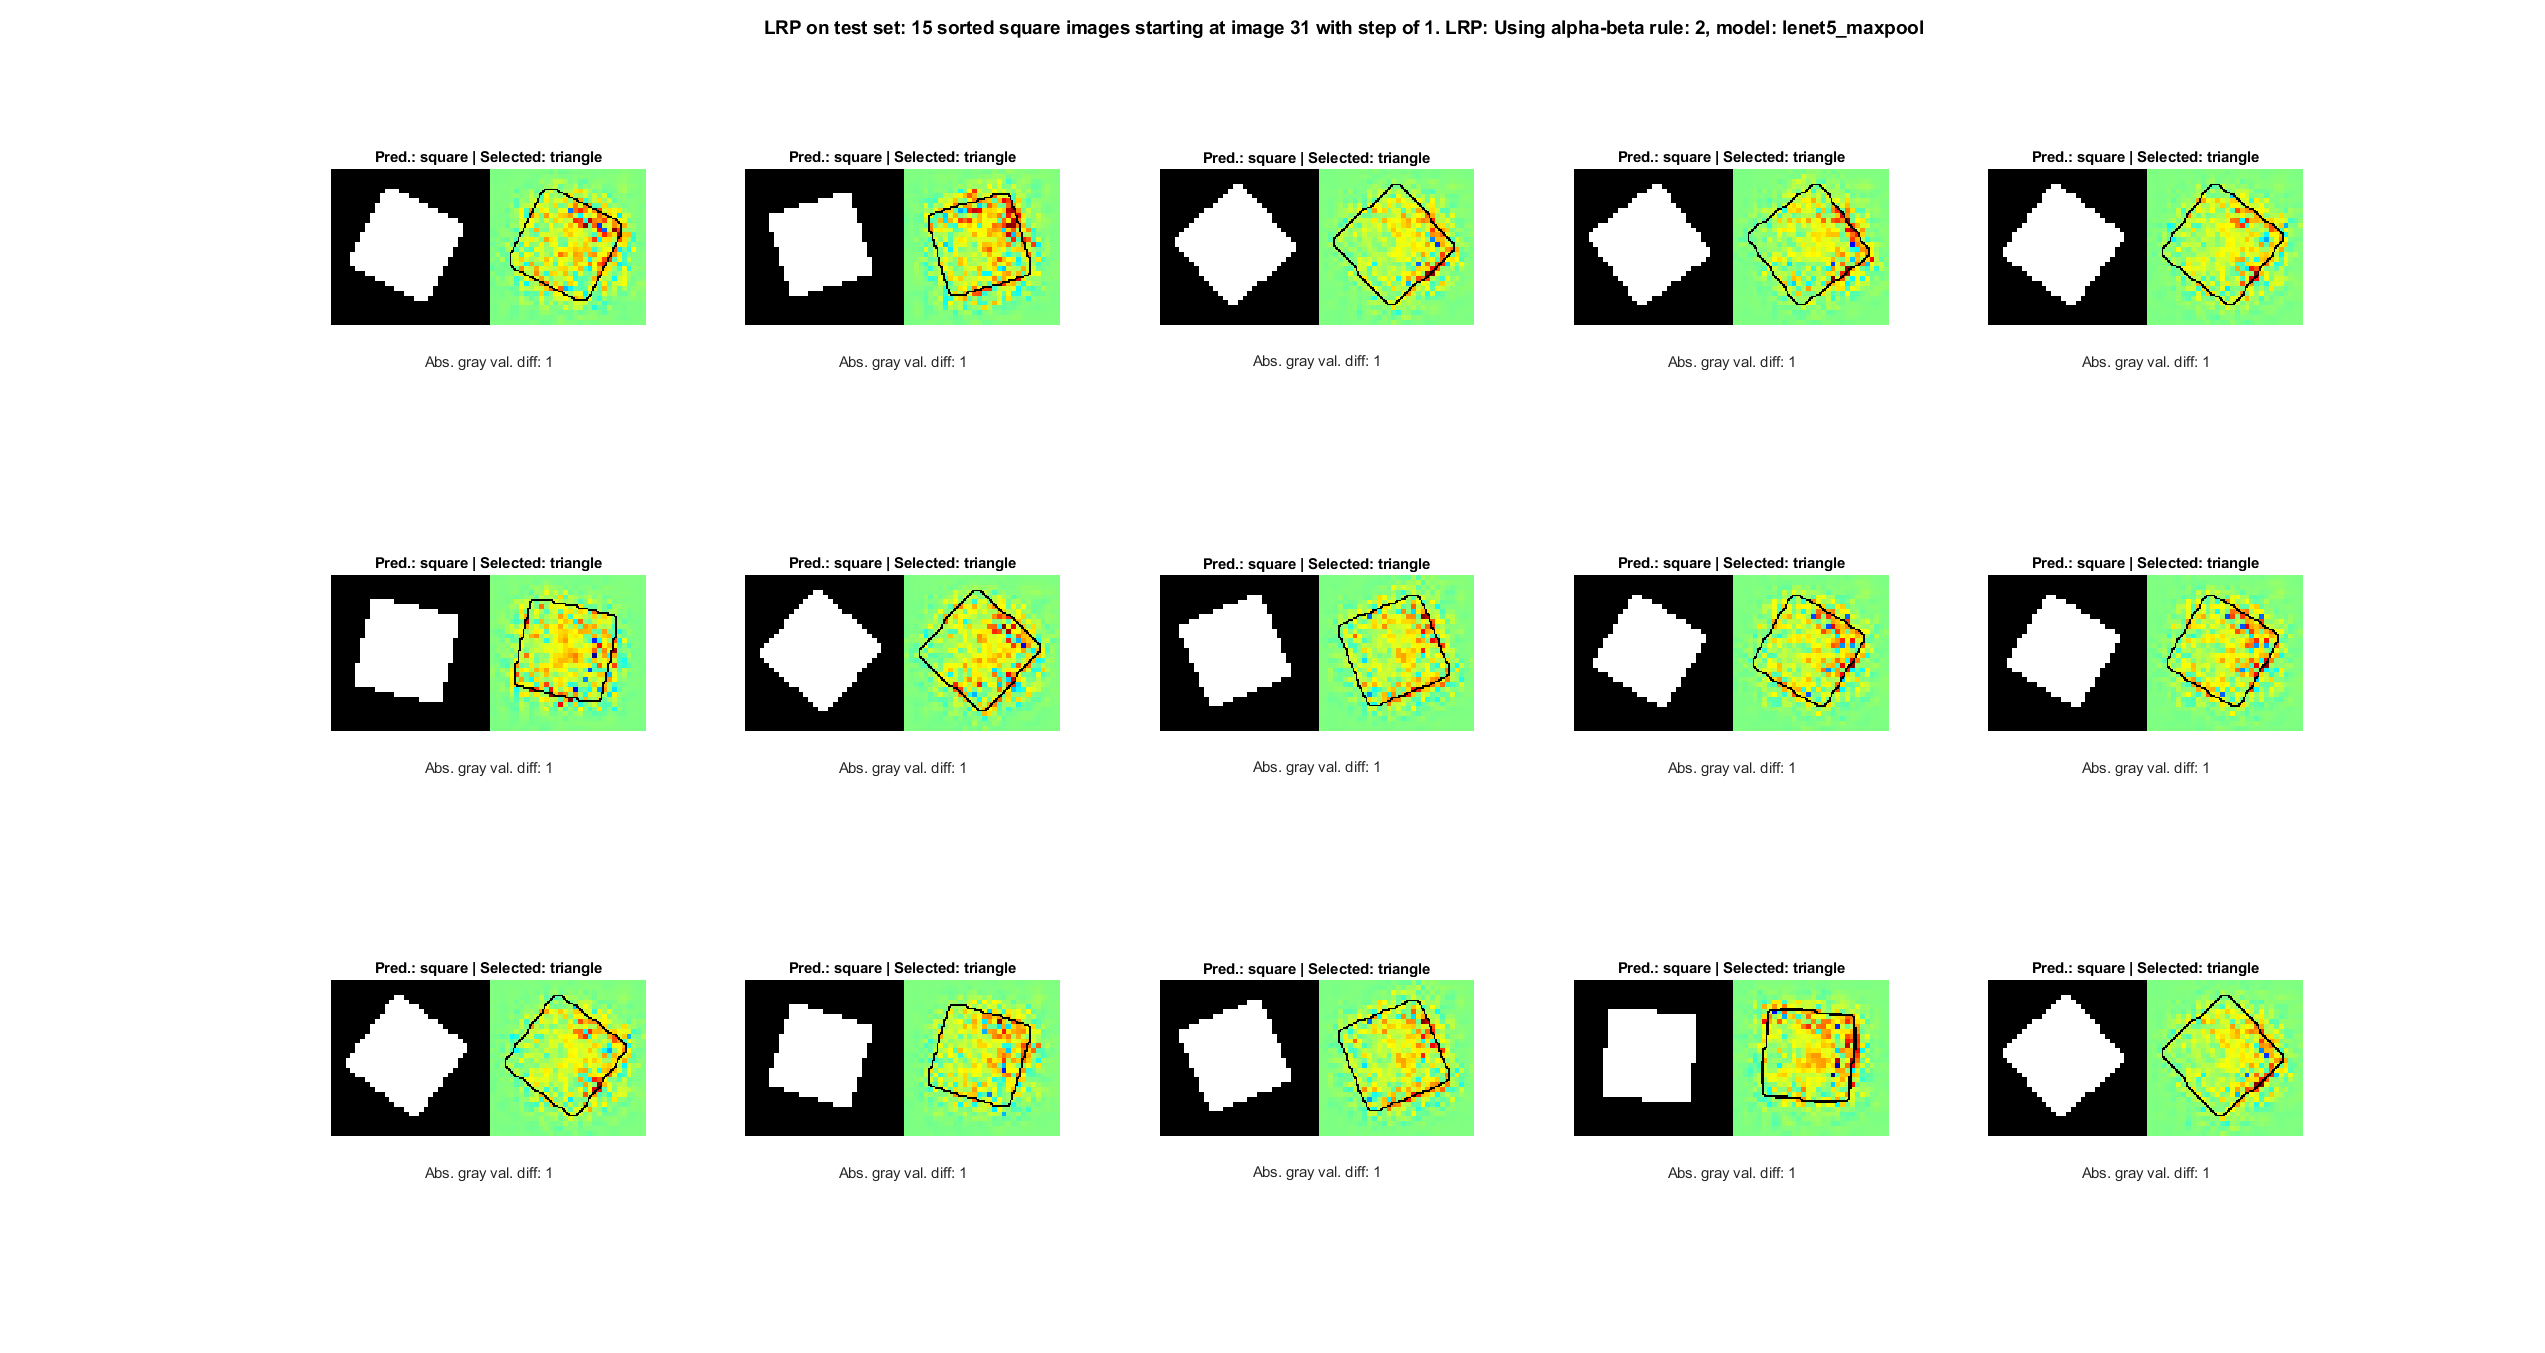 LRP on test set: 15 sorted square images starting at image 31 with step of 1. LRP: Using alpha-beta rule: 2, model: lenet5_maxpool
Pred.: square | Selected: triangle
Pred.: square | Selected: triangle
Pred.: square | Selected: triangle
Pred.: square | Selected: triangle
Pred.: square | Selected: triangle
Abs. gray val. diff: 1
Abs. gray val. diff: 1
Abs. gray val. diff: 1
Abs. gray val. diff: 1
Abs. gray val. diff: 1
Pred.: square | Selected: triangle
Pred.: square | Selected: triangle
Pred.: square | Selected: triangle
Pred.: square | Selected: triangle
Pred.: square | Selected: triangle
Abs. gray val. diff: 1
Abs. gray val. diff: 1
Abs. gray val. diff: 1
Abs. gray val. diff: 1
Abs. gray val. diff: 1
Pred.: square | Selected: triangle
Pred.: square | Selected: triangle
Pred.: square | Selected: triangle
Pred.: square | Selected: triangle
Pred.: square | Selected: triangle
Abs. gray val. diff: 1
Abs. gray val. diff: 1
Abs. gray val. diff: 1
Abs. gray val. diff: 1
Abs. gray val. diff: 1